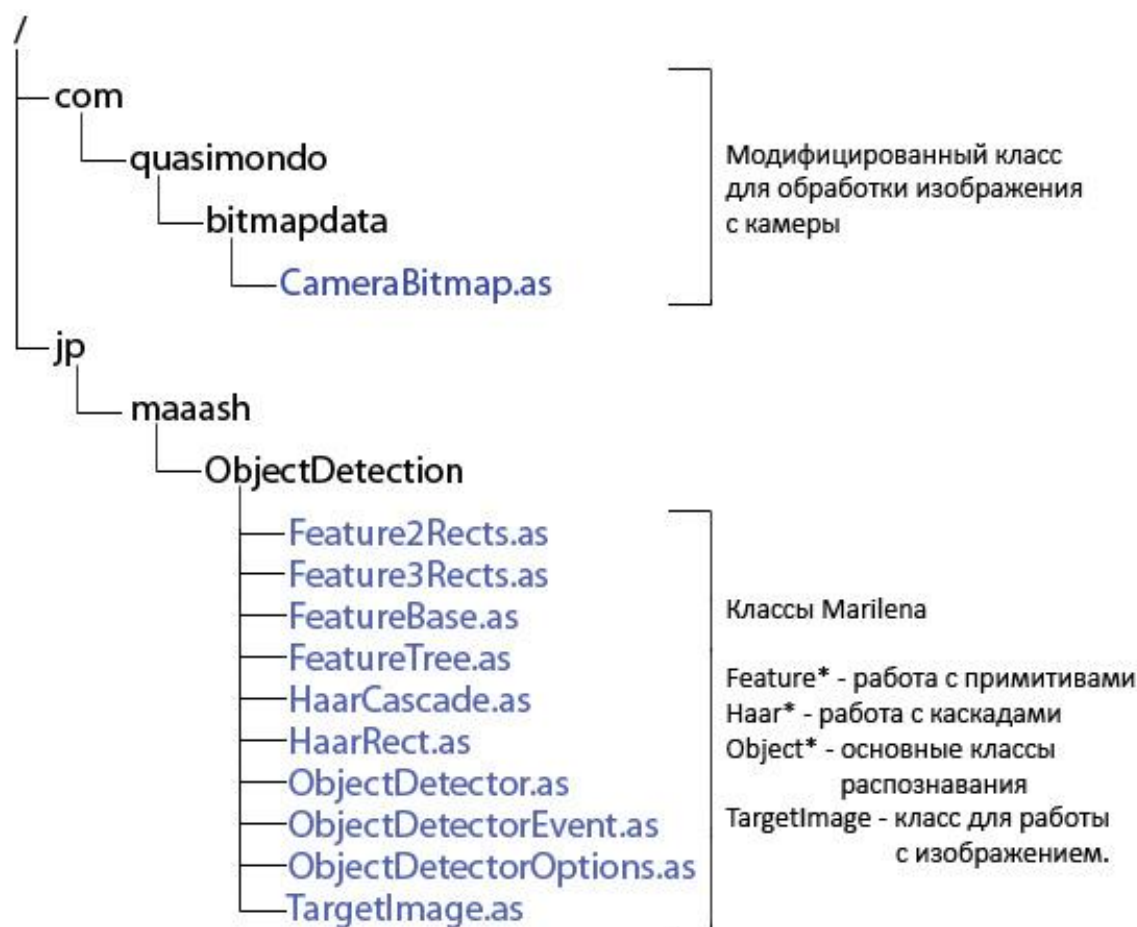 /
com
quasimondo
bitmapdata
CameraBitmap.as
Модифицированный класс
для обработки изображения
с камеры
jp
maaash
ObjectDetection
Feature2Rects.as
Feature3Rects.as
FeatureBase.as
FeatureTree.as
HaarCascade.as
HaarRect.as
ObjectDetector.as
ObjectDetectorEvent.as
ObjectDetectorOptions.as
TargetImage.as
Классы Marilena
Feature* - работа с примитивами
Haar* - работа с каскадами
Object* - основные классы
распознавания
TargetImage - класс для работы
с изображением.